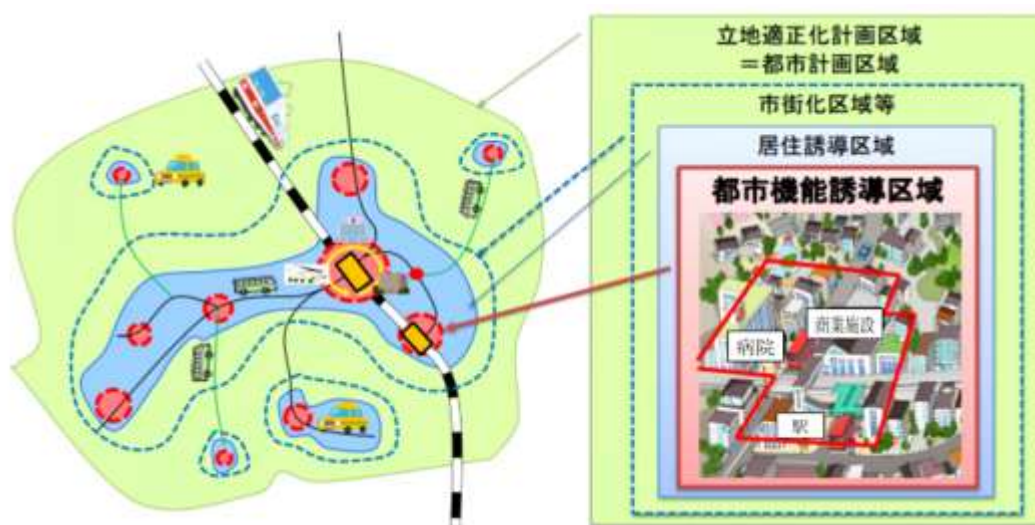 立地適正化計画区域
＝都市計画区域
市街化区域等
居住誘導区域
都市機能誘導区域
商業施設
病院
駅